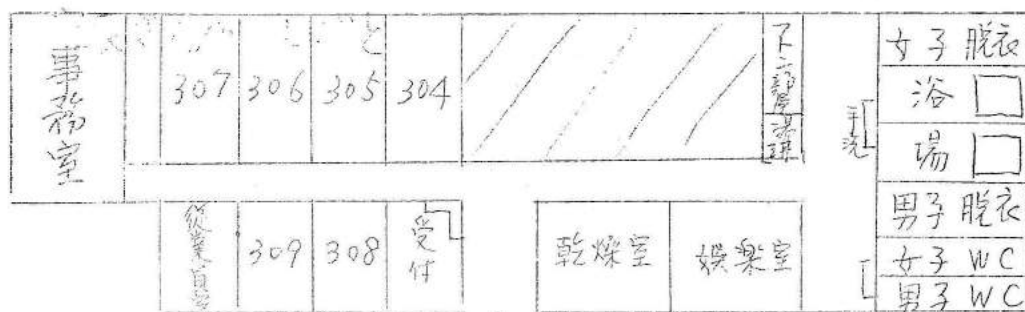 事務室
307
306
305
304
湯理
手洗
女子 脱衣
浴
場
男子 脱衣
女子 WC
男子 WC
従業員室
309
308
受付
乾燥室
娯楽室